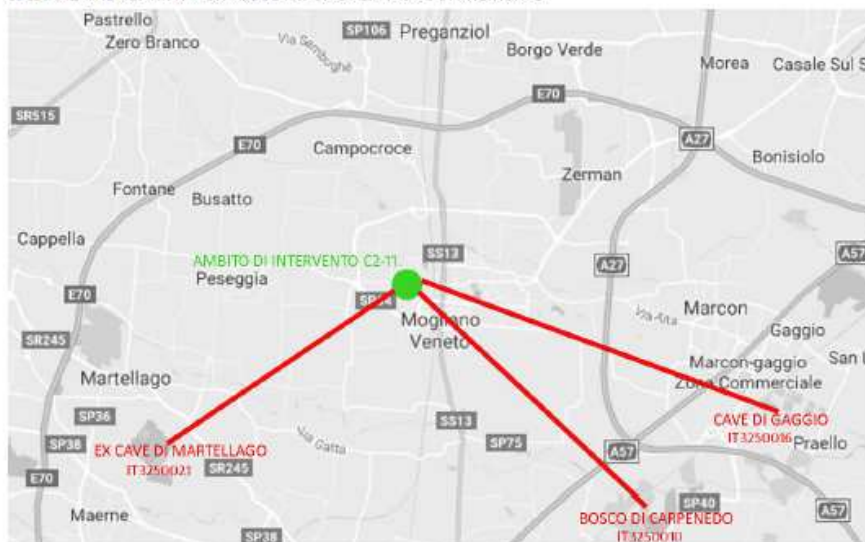 Pastrello
Zero Branco
Via Sembughè
SP106
Preganziol
Borgo Verde
Morea
Casale Sul S
SR515
E70
E70
A27
Campocroce
Bonisiolo
Zerman
Fontane
Busatto
Cappella
SS13
A57
AMBITO DI INTERVENTO C2-11
A27
Peseggia
E70
Mogliano
Veneto
Via Alta
Marcon
Gaggio
SR245
Marcon-gaggio
San L
Zona Commerciale
Martellago
SP36
SS13
CAVE DI GAGGIO
IT3250016
SP38
EX CAVE DI MARTELLAGO
IT3250021
Via Gatta
SP75
A57
Praello
SR245
E70
SP40
A57
Maerne
BOSCO DI CARPENEDO
IT3250010
SP38